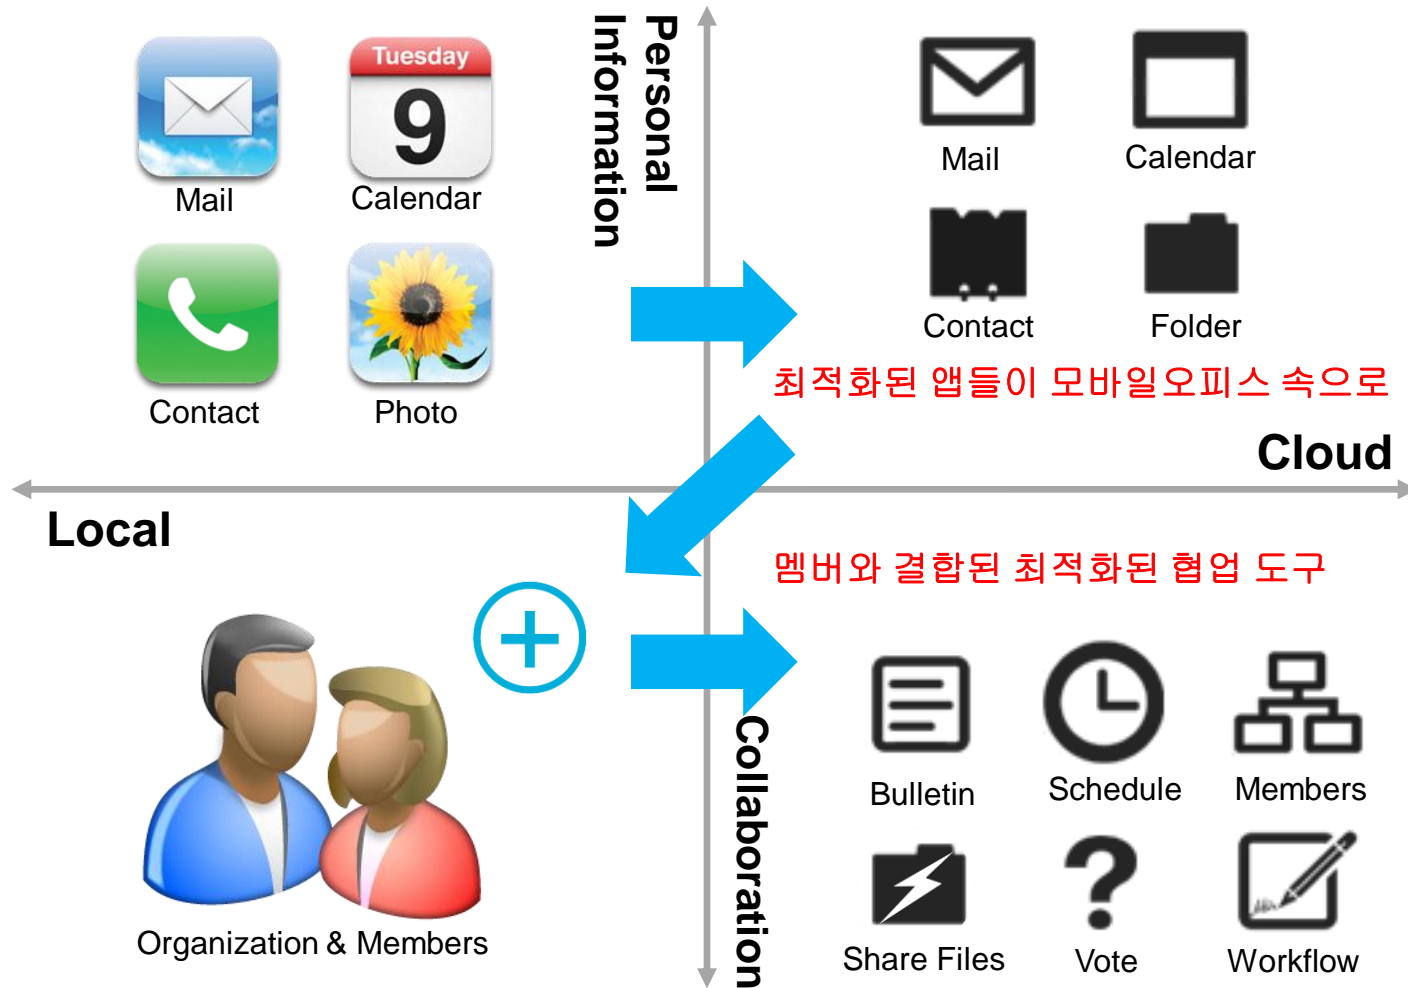 Personal
Information
Tuesday
9
Mail
Calendar
Contact
Photo
Mail
Calendar
Contact
Folder
최적화된 앱들이 모바일오피스 속으로
Cloud
Local
멤버와 결합된 최적화된 협업 도구
Organization & Members
Collaboration
Bulletin
Schedule
Members
Share Files
Vote
Workflow